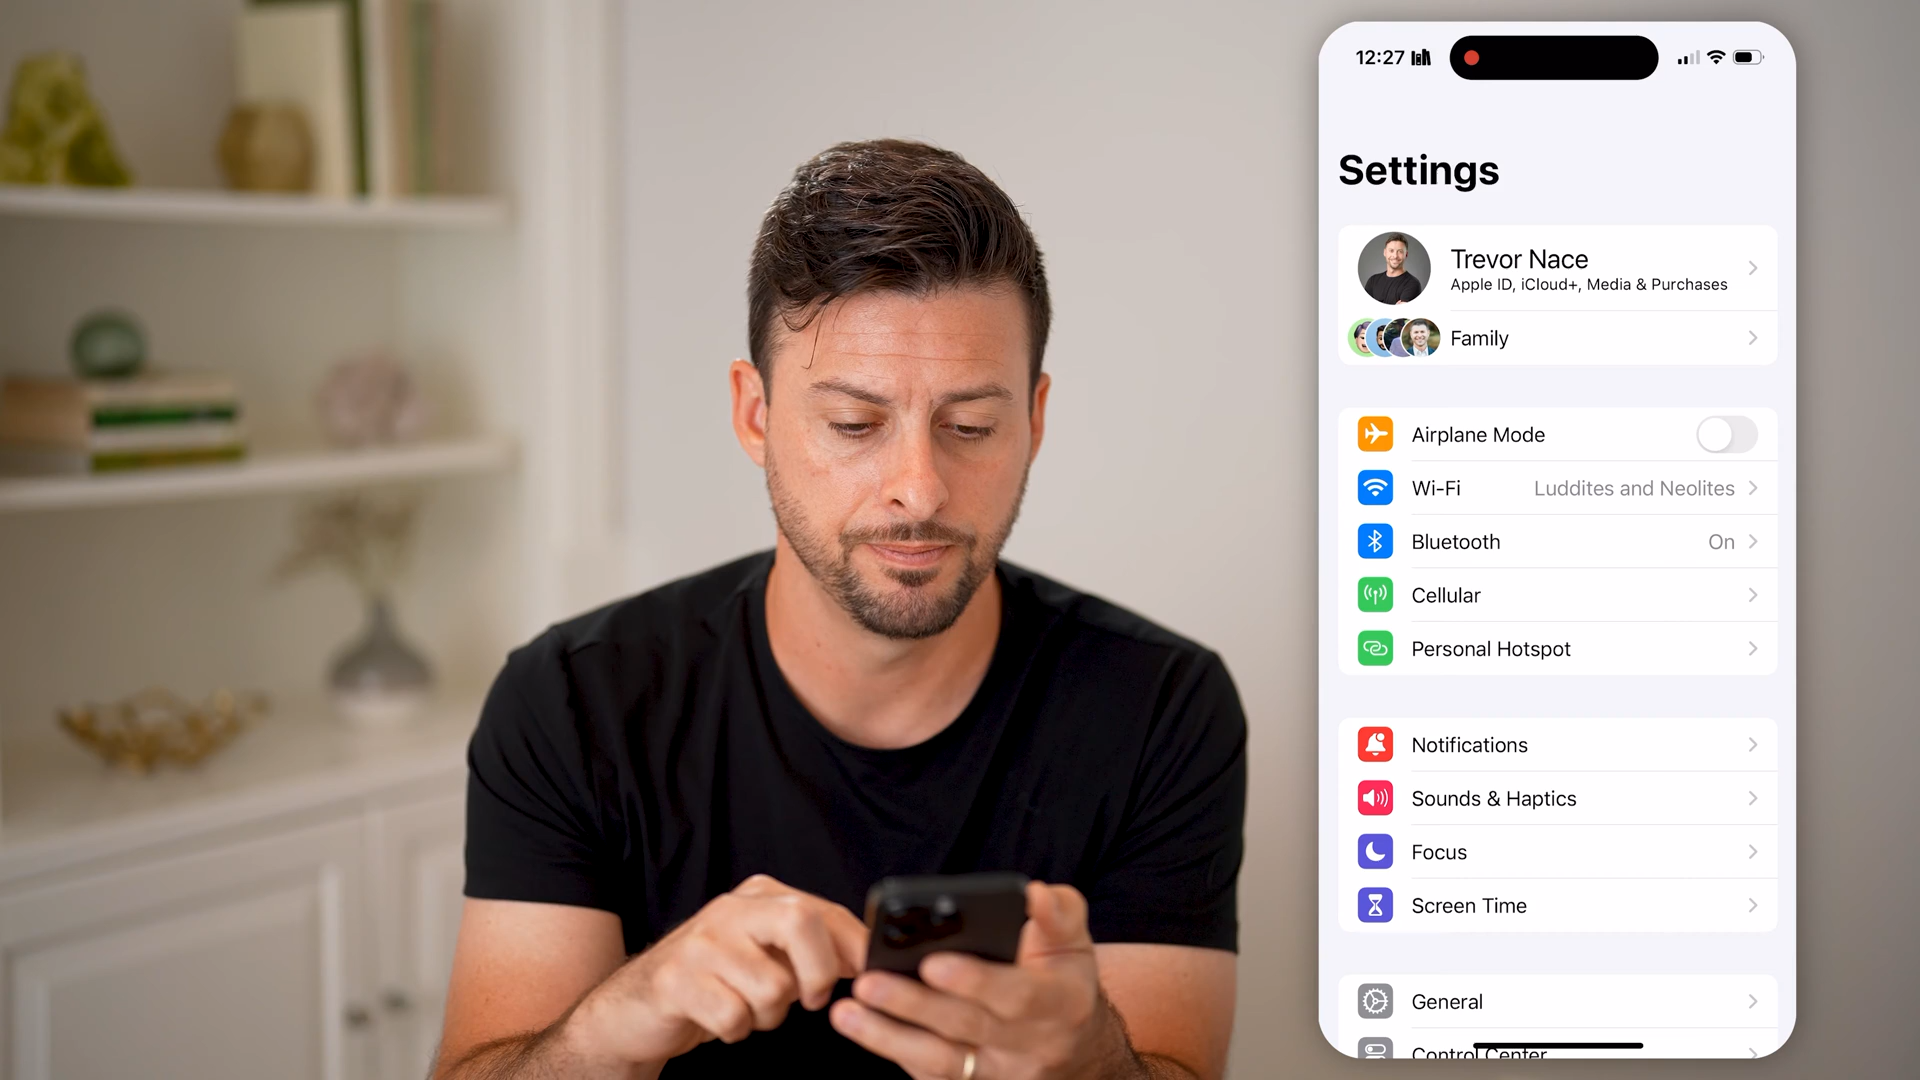 12:27
Settings
Trevor Nace
Apple ID, iCloud+, Media & Purchases
Family
Airplane Mode
Wi-Fi Luddites and Neolites
Bluetooth On
Cellular
Personal Hotspot
Notifications
Sounds & Haptics
Focus
Screen Time
General
Control Center